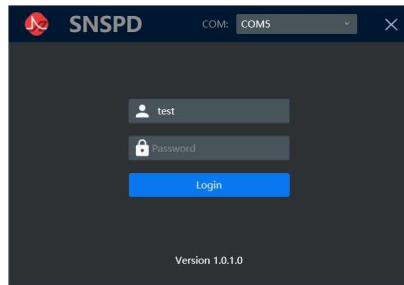 SNSPD COM: COM5
test
Password
Login
Version 1.0.1.0